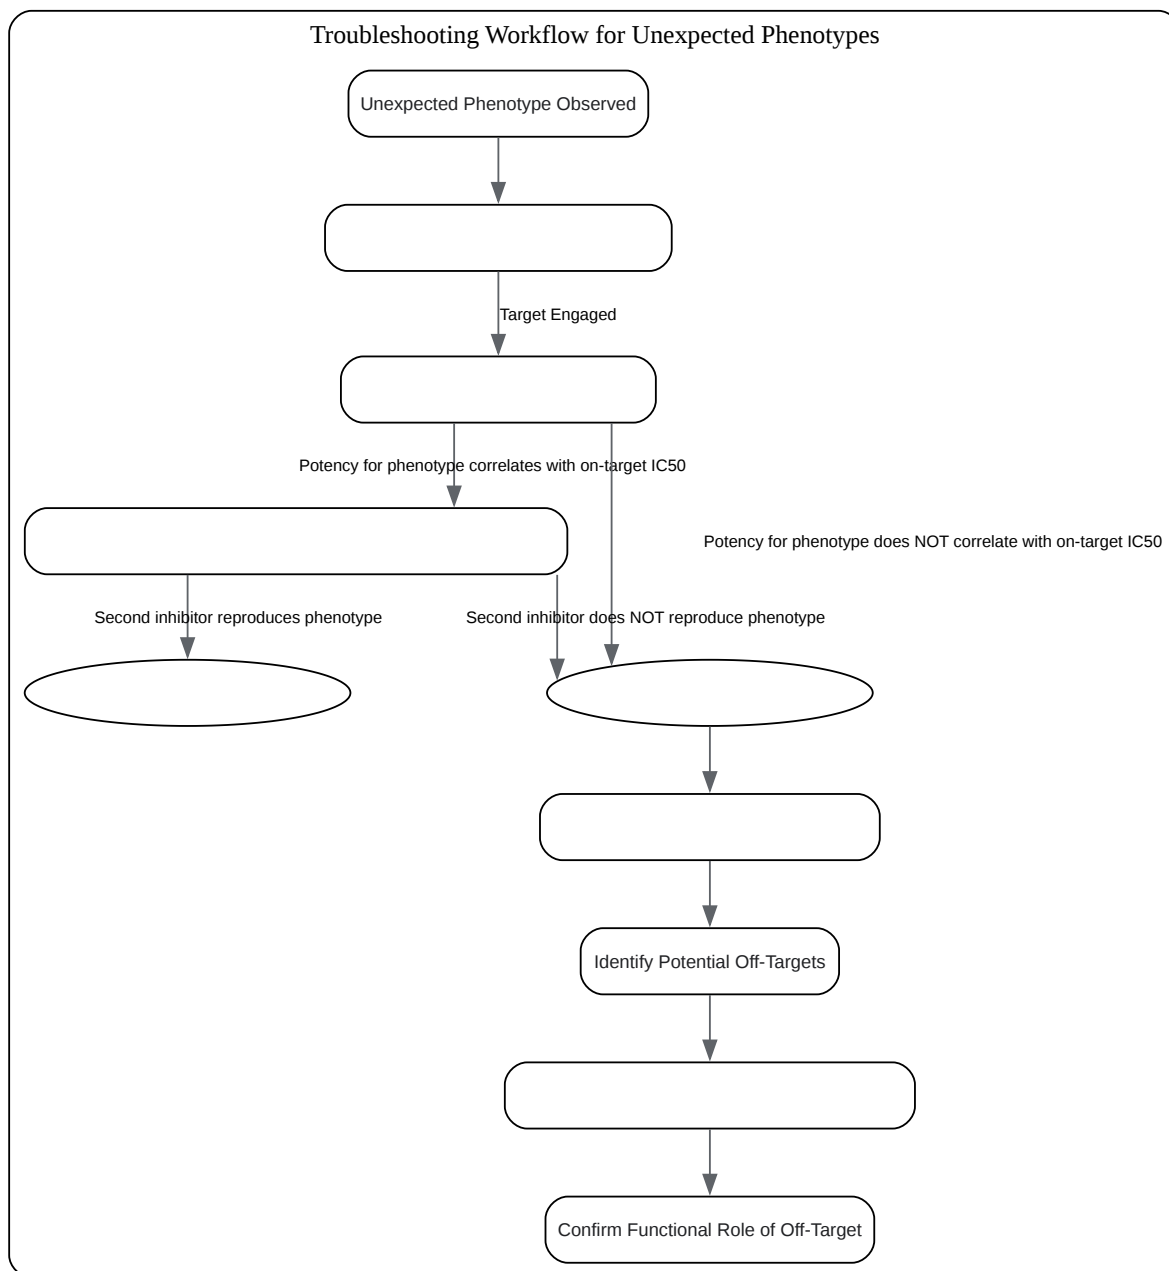 Troubleshooting Workflow for Unexpected Phenotypes
Unexpected Phenotype Observed
Target Engaged
Potency for phenotype correlates with on-target IC50
Potency for phenotype does NOT correlate with on-target IC50
Second inhibitor reproduces phenotype
Second inhibitor does NOT reproduce phenotype
Identify Potential Off-Targets
Confirm Functional Role of Off-Target